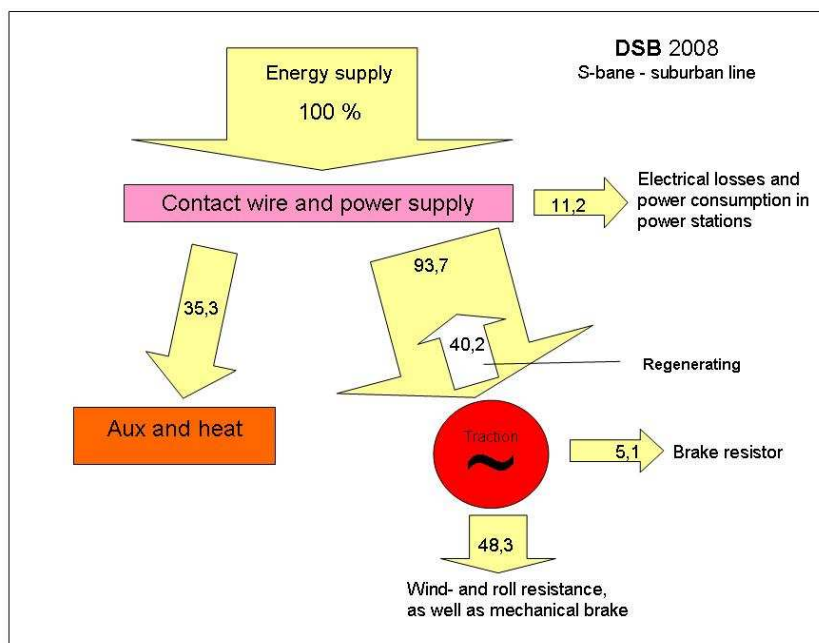 DSB 2008
S-bane - suburban line
Energy supply
100 %
Contact wire and power supply
11,2
Electrical losses and
power consumption in
power stations
93,7
35,3
40,2
Regenerating
Aux and heat
Traction
5,1
Brake resistor
48,3
Wind- and roll resistance,
as well as mechanical brake